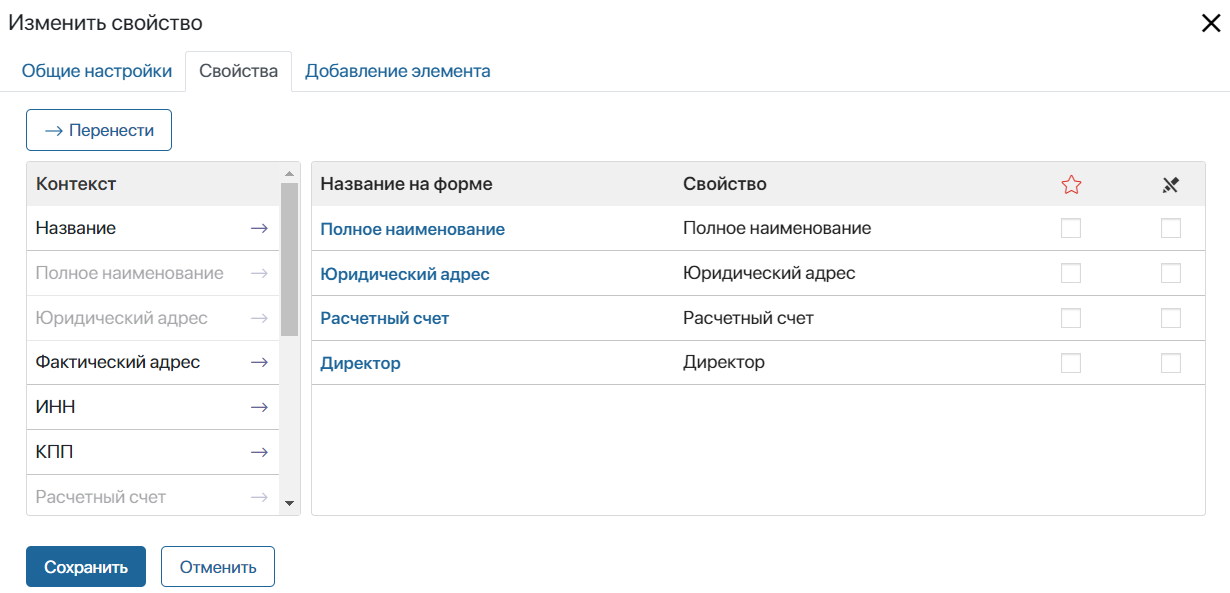 Изменить свойство
Общие настройки Свойства Добавление элемента
→ Перенести
Контекст Название на форме Свойство
Название → Полное наименование Полное наименование
Полное наименование → Юридический адрес Юридический адрес
Юридический адрес → Расчетный счет Расчетный счет
Фактический адрес → Директор Директор
ИНН →
КПП →
Расчетный счет →
Сохранить Отменить